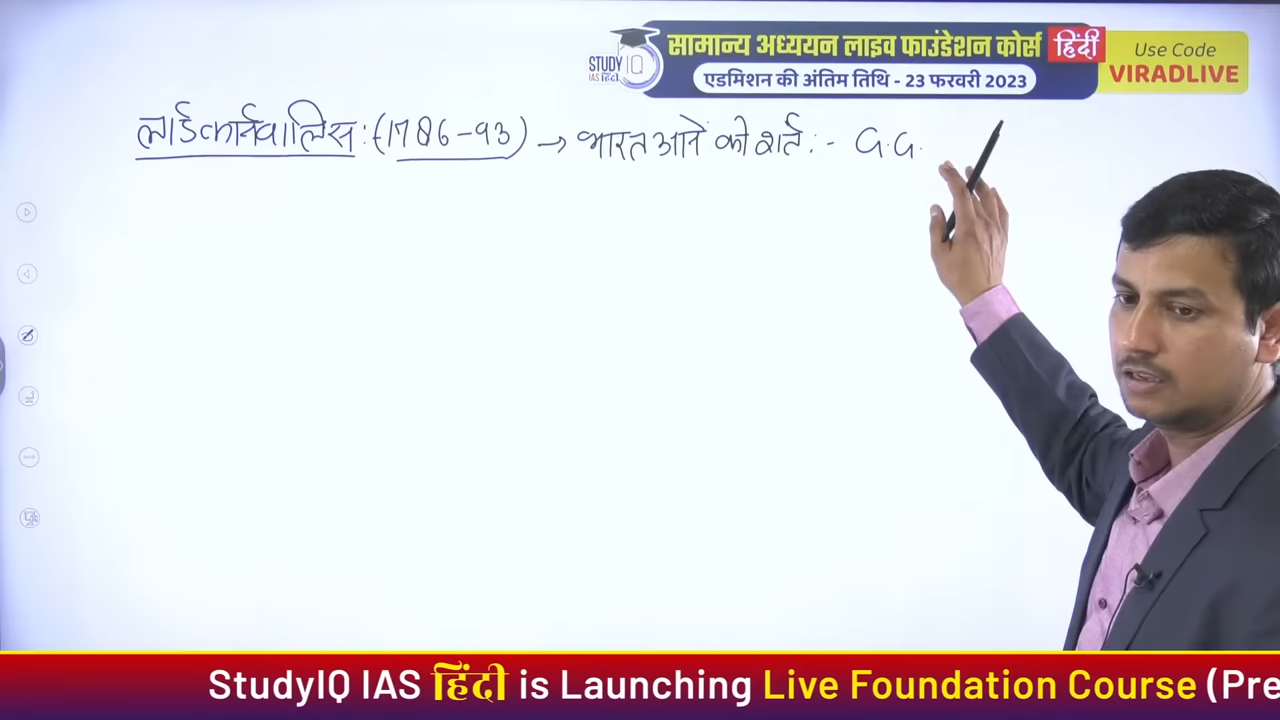 सामान्य अध्ययन लाइव फाउंडेशन कोर्स हिंदी
STUDY IQ
IAS हिंदी
एडमिशन की अंतिम तिथि - 23 फरवरी 2023
Use Code
VIRADLIVE
लार्ड कार्नवालिस : (1786-93) → भारत आने की शर्त :- G.G.
StudyIQ IAS हिंदी is Launching Live Foundation Course (Pre